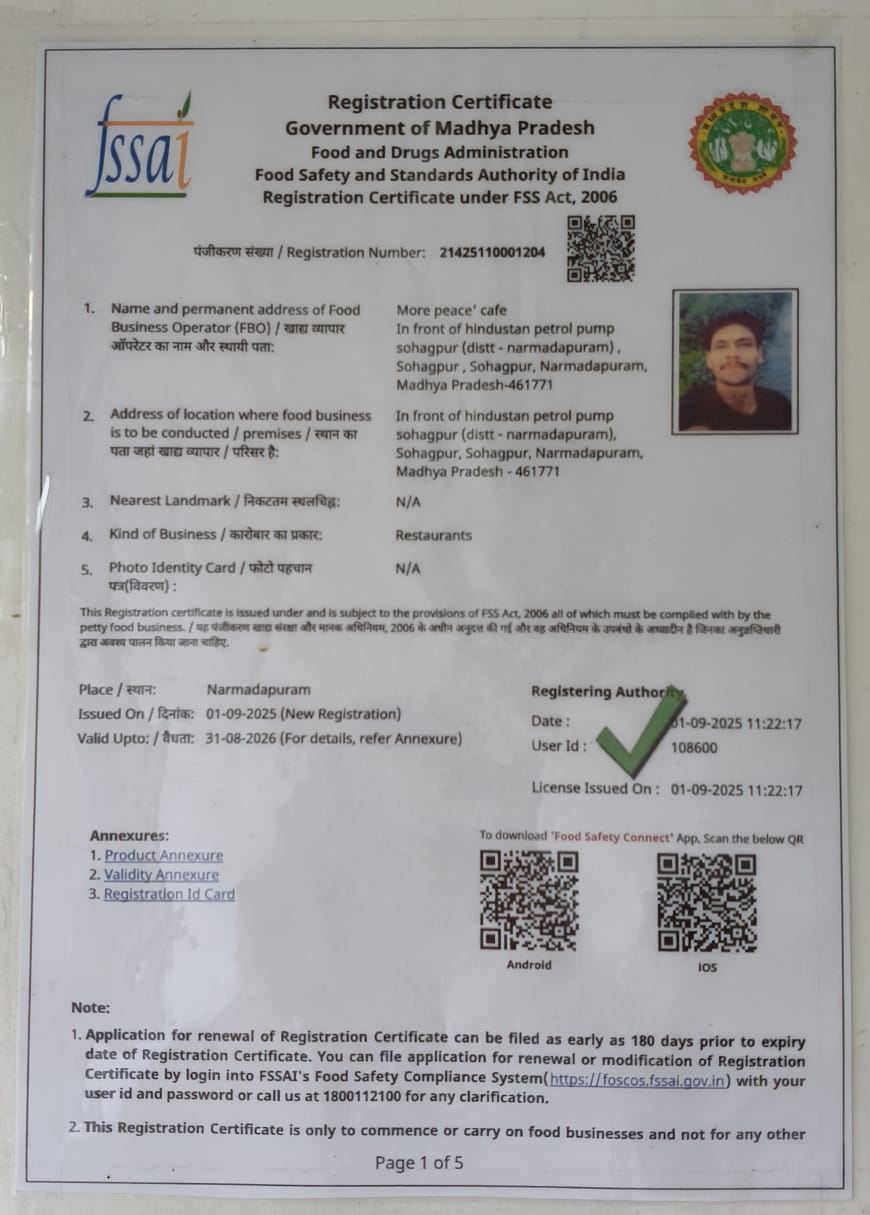 fssai
Registration Certificate
Government of Madhya Pradesh
Food and Drugs Administration
Food Safety and Standards Authority of India
Registration Certificate under FSS Act, 2006
पंजीकरण संख्या / Registration Number: 21425110001204
1. Name and permanent address of Food
Business Operator (FBO) / खाद्य व्यापार
ऑपरेटर का नाम और स्थायी पता:
More peace' cafe
In front of hindustan petrol pump
sohagpur (distt - narmadapuram) ,
Sohagpur , Sohagpur, Narmadapuram,
Madhya Pradesh-461771
2. Address of location where food business
is to be conducted / premises / स्थान का
पता जहां खाद्य व्यापार / परिसर है:
In front of hindustan petrol pump
sohagpur (distt - narmadapuram),
Sohagpur, Sohagpur, Narmadapuram,
Madhya Pradesh - 461771
3. Nearest Landmark / निकटतम स्थलचिह्न: N/A
4. Kind of Business / कारोबार का प्रकार: Restaurants
5. Photo Identity Card / फोटो पहचान
पत्र(विवरण) :
N/A
This Registration certificate is issued under and is subject to the provisions of FSS Act, 2006 all of which must be complied with by the
petty food business. / यह पंजीकरण खाद्य संरक्षा और मानक अधिनियम, 2006 के अधीन अनुदत्त की गई और वह अधिनियम के उपबंधो के अध्यादीन है जिनका अनुज्ञप्तिधारी
द्वारा अवश्य पालन किया जाना चाहिए.
Place / स्थान: Narmadapuram
Issued On / दिनांक: 01-09-2025 (New Registration)
Valid Upto: / वैधता: 31-08-2026 (For details, refer Annexure)
Registering Authority
Date : 01-09-2025 11:22:17
User Id : 108600
License Issued On : 01-09-2025 11:22:17
Annexures:
1. Product Annexure
2. Validity Annexure
3. Registration Id Card
To download 'Food Safety Connect' App, Scan the below QR
Android
IOS
Note:
1. Application for renewal of Registration Certificate can be filed as early as 180 days prior to expiry
date of Registration Certificate. You can file application for renewal or modification of Registration
Certificate by login into FSSAI's Food Safety Compliance System(https://foscos.fssai.gov.in) with your
user id and password or call us at 1800112100 for any clarification.
2. This Registration Certificate is only to commence or carry on food businesses and not for any other
Page 1 of 5